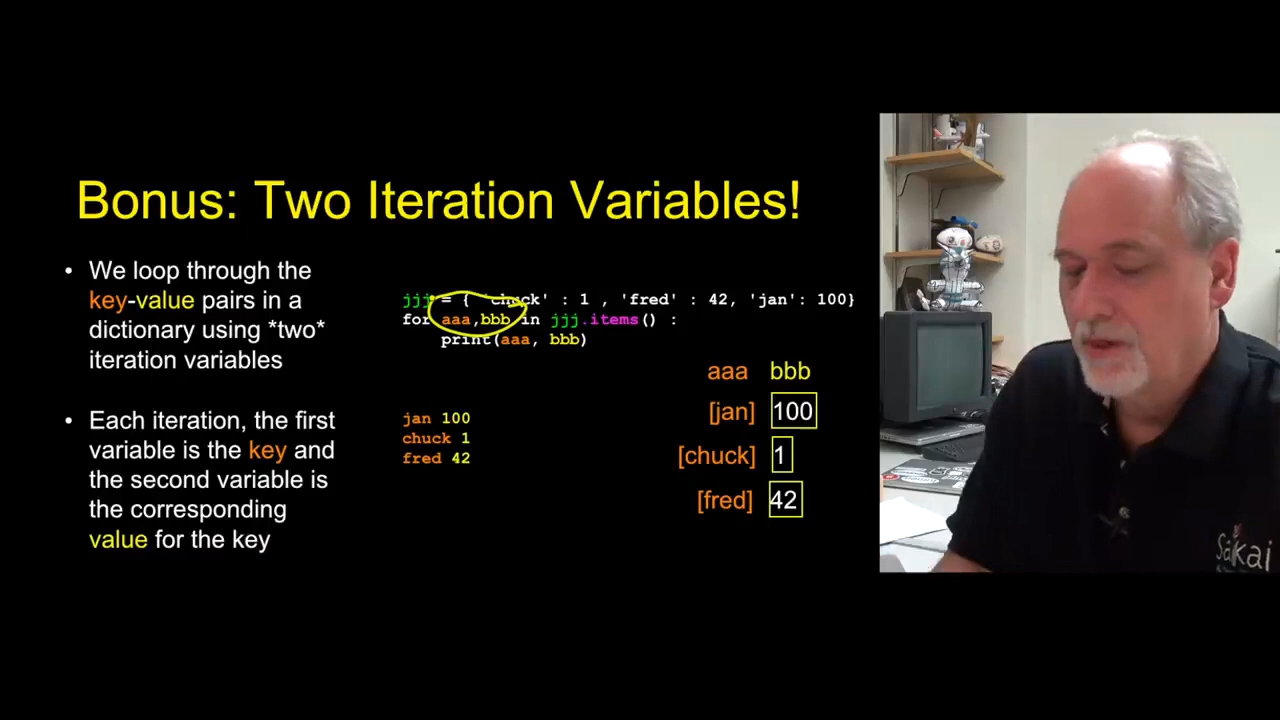 Bonus: Two Iteration Variables!
• We loop through the
key-value pairs in a
dictionary using *two*
iteration variables
• Each iteration, the first
variable is the key and
the second variable is
the corresponding
value for the key
jjj = { 'chuck' : 1 , 'fred' : 42, 'jan': 100}
for aaa,bbb in jjj.items() :
print(aaa, bbb)
jan 100
chuck 1
fred 42
aaa bbb
[jan] 100
[chuck] 1
[fred] 42
Sakai